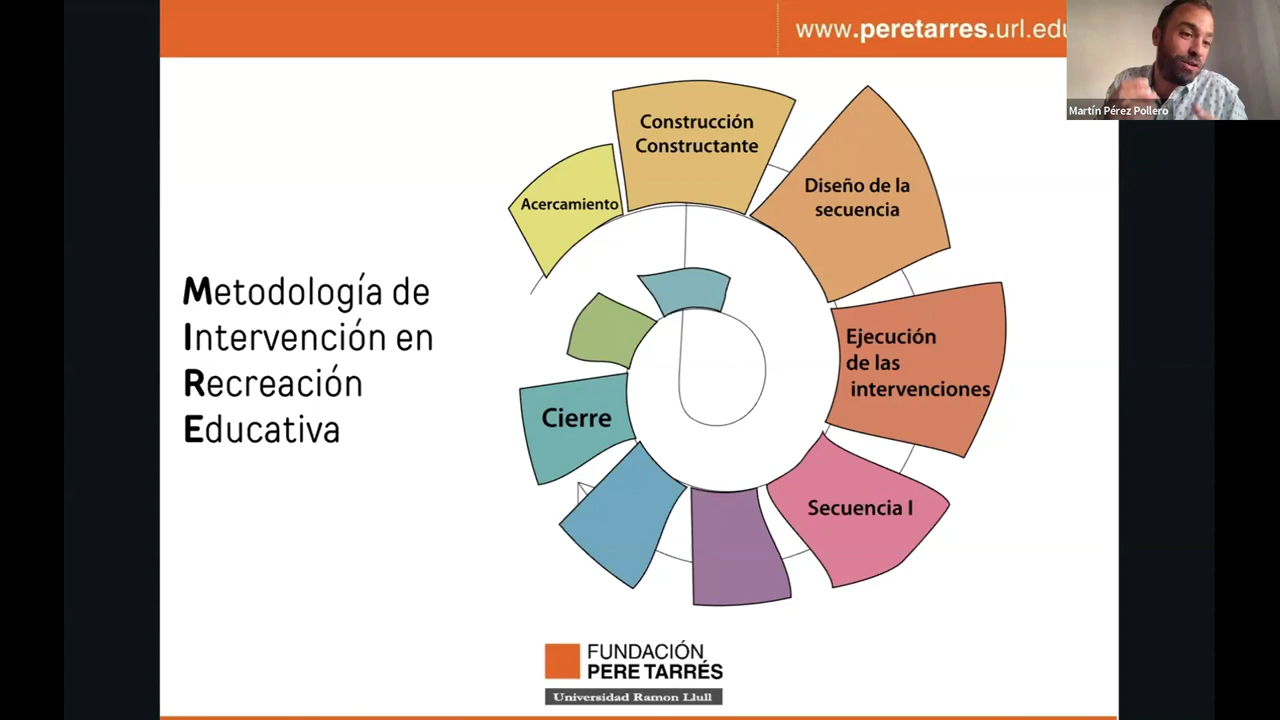 www.peretarres.url.edu
Martín Pérez Pollero
Construcción
Constructante
Diseño de la
secuencia
Acercamiento
Metodología de
Intervención en
Recreación
Educativa
Ejecución
de las
intervenciones
Cierre
Secuencia I
FUNDACIÓN
PERE TARRÉS
Universidad Ramon Llull